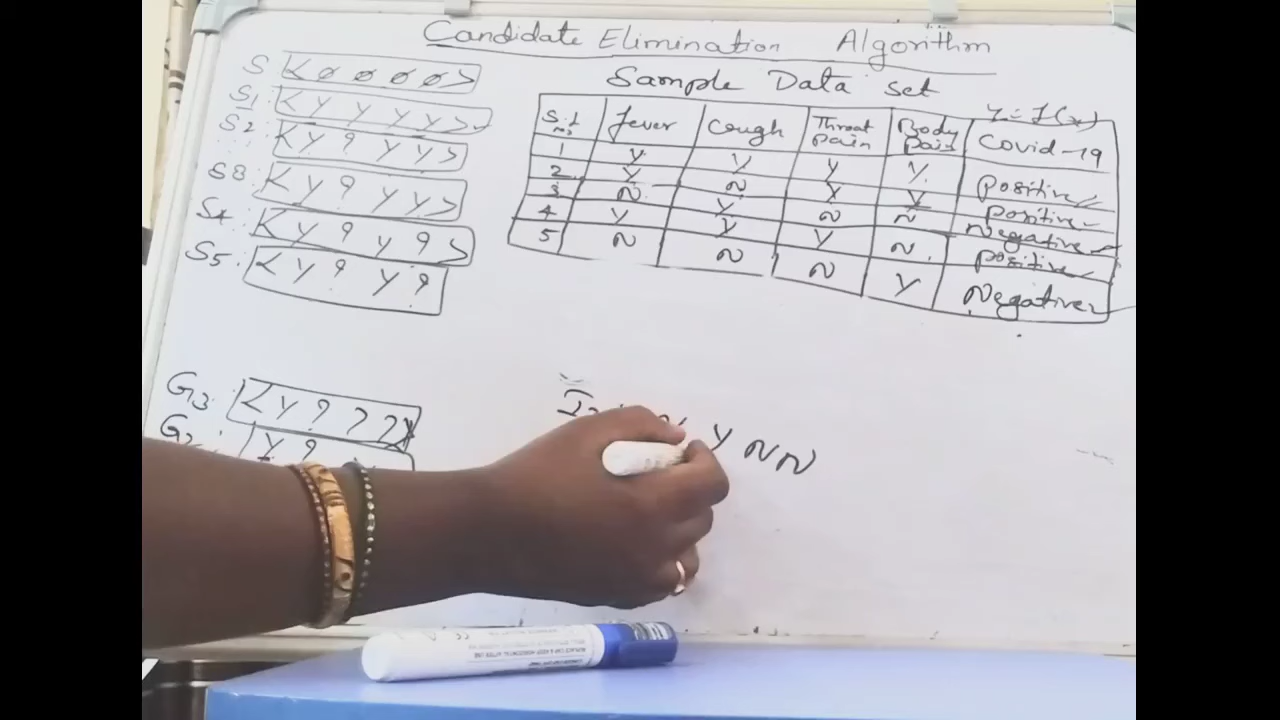 Candidate Elimination Algorithm
Sample Data set
Y = f(x)
S.l no Fever Cough Throat pain Body pain Covid-19
1 Y Y Y Y Positive
2 Y N Y Y Positive
3 N Y N N Negative
4 Y Y Y N Positive
5 N N N Y Negative
S <ø ø ø ø>
S1: <Y Y Y Y>
S2: <Y ? Y Y>
S3: <Y ? Y Y>
S4: <Y ? Y ?>
S5: <Y ? Y ?
G3: <Y ? ? ?>
Y ?
Y N N